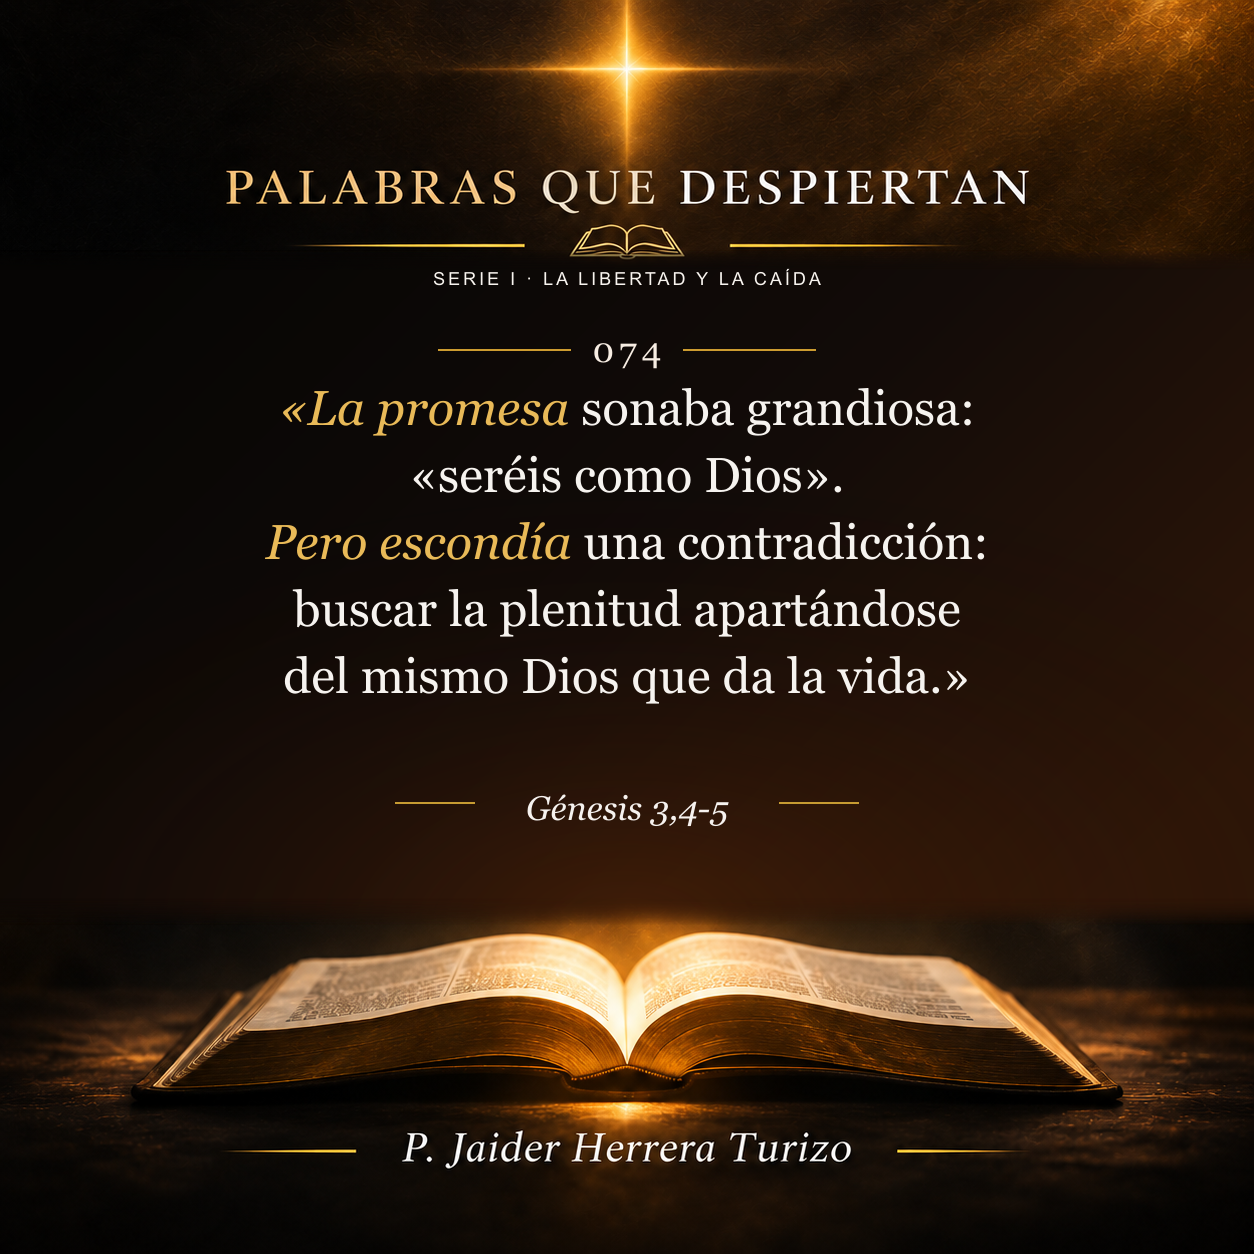 PALABRAS QUE DESPIERTAN
SERIE I · LA LIBERTAD Y LA CAÍDA
074
«La promesa sonaba grandiosa:
«seréis como Dios».
Pero escondía una contradicción:
buscar la plenitud apartándose
del mismo Dios que da la vida.»
Génesis 3,4-5
P. Jaider Herrera Turizo